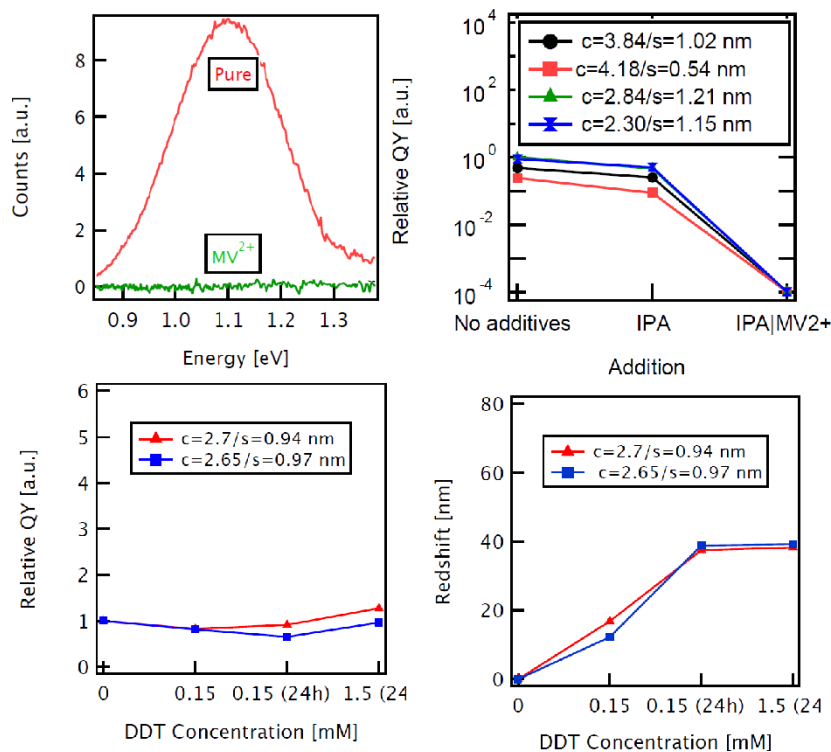 Counts [a.u.]
8
6
4
2
0
Pure
MV2+
0.9 1.0 1.1 1.2 1.3
Energy [eV]
Relative QY [a.u.]
10^4
10^2
10^0
10^-2
10^-4
c=3.84/s=1.02 nm
c=4.18/s=0.54 nm
c=2.84/s=1.21 nm
c=2.30/s=1.15 nm
No additives IPA IPA|MV2+
Addition
Relative QY [a.u.]
6
5
4
3
2
1
0
c=2.7/s=0.94 nm
c=2.65/s=0.97 nm
0 0.15 0.15 (24h) 1.5 (24
DDT Concentration [mM]
Redshift [nm]
80
60
40
20
0
c=2.7/s=0.94 nm
c=2.65/s=0.97 nm
0 0.15 0.15 (24h) 1.5 (24
DDT Concentration [mM]